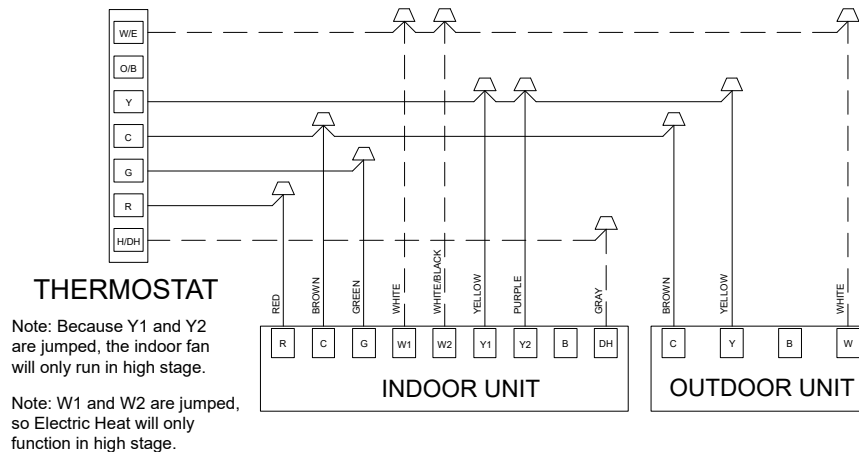 W/E
O/B
Y
C
G
R
H/DH
THERMOSTAT
Note: Because Y1 and Y2
are jumped, the indoor fan
will only run in high stage.
Note: W1 and W2 are jumped,
so Electric Heat will only
function in high stage.
RED
BROWN
GREEN
WHITE
WHITE/BLACK
YELLOW
PURPLE
GRAY
R
C
G
W1
W2
Y1
Y2
B
DH
INDOOR UNIT
BROWN
YELLOW
WHITE
C
Y
B
W
OUTDOOR UNIT